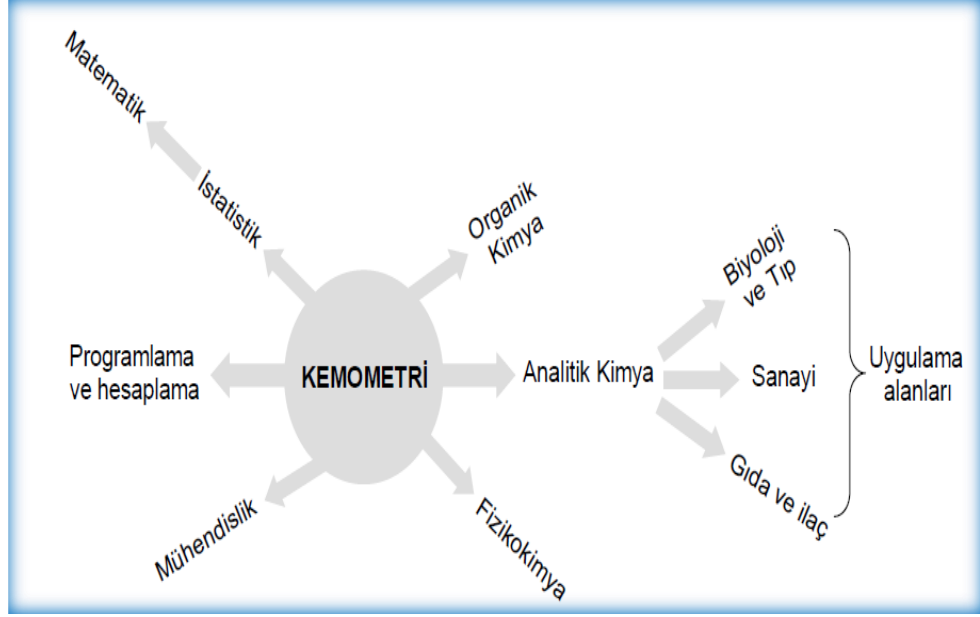 Matematik
İstatistik
Organik
Kimya
Biyoloji
ve Tıp
Programlama
ve hesaplama
KEMOMETRİ
Analitik Kimya
Sanayi
Uygulama
alanları
Mühendislik
Fizikokimya
Gıda ve ilaç